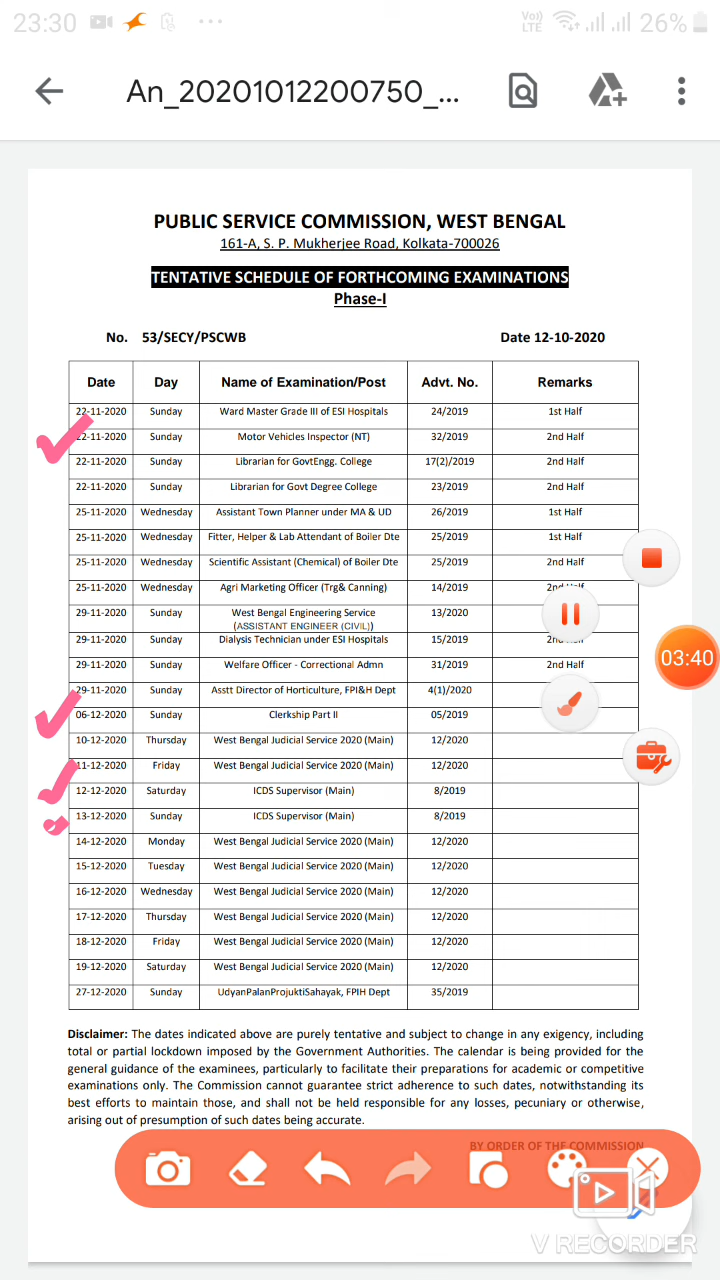 23:30 Vo)) LTE 26%
An_20201012200750_...
PUBLIC SERVICE COMMISSION, WEST BENGAL
161-A, S. P. Mukherjee Road, Kolkata-700026
TENTATIVE SCHEDULE OF FORTHCOMING EXAMINATIONS
Phase-I
No. 53/SECY/PSCWB Date 12-10-2020
Date Day Name of Examination/Post Advt. No. Remarks
22-11-2020 Sunday Ward Master Grade III of ESI Hospitals 24/2019 1st Half
22-11-2020 Sunday Motor Vehicles Inspector (NT) 32/2019 2nd Half
22-11-2020 Sunday Librarian for GovtEngg. College 17(2)/2019 2nd Half
22-11-2020 Sunday Librarian for Govt Degree College 23/2019 2nd Half
25-11-2020 Wednesday Assistant Town Planner under MA & UD 26/2019 1st Half
25-11-2020 Wednesday Fitter, Helper & Lab Attendant of Boiler Dte 25/2019 1st Half
25-11-2020 Wednesday Scientific Assistant (Chemical) of Boiler Dte 25/2019 2nd Half
25-11-2020 Wednesday Agri Marketing Officer (Trg& Canning) 14/2019 2nd Half
29-11-2020 Sunday West Bengal Engineering Service 13/2020
(ASSISTANT ENGINEER (CIVIL))
29-11-2020 Sunday Dialysis Technician under ESI Hospitals 15/2019 2nd Half
29-11-2020 Sunday Welfare Officer - Correctional Admn 31/2019 2nd Half
29-11-2020 Sunday Asstt Director of Horticulture, FPI&H Dept 4(1)/2020
06-12-2020 Sunday Clerkship Part II 05/2019
10-12-2020 Thursday West Bengal Judicial Service 2020 (Main) 12/2020
11-12-2020 Friday West Bengal Judicial Service 2020 (Main) 12/2020
12-12-2020 Saturday ICDS Supervisor (Main) 8/2019
13-12-2020 Sunday ICDS Supervisor (Main) 8/2019
14-12-2020 Monday West Bengal Judicial Service 2020 (Main) 12/2020
15-12-2020 Tuesday West Bengal Judicial Service 2020 (Main) 12/2020
16-12-2020 Wednesday West Bengal Judicial Service 2020 (Main) 12/2020
17-12-2020 Thursday West Bengal Judicial Service 2020 (Main) 12/2020
18-12-2020 Friday West Bengal Judicial Service 2020 (Main) 12/2020
19-12-2020 Saturday West Bengal Judicial Service 2020 (Main) 12/2020
27-12-2020 Sunday UdyanPalanProjuktiSahayak, FPIH Dept 35/2019
03:40
Disclaimer: The dates indicated above are purely tentative and subject to change in any exigency, including
total or partial lockdown imposed by the Government Authorities. The calendar is being provided for the
general guidance of the examinees, particularly to facilitate their preparations for academic or competitive
examinations only. The Commission cannot guarantee strict adherence to such dates, notwithstanding its
best efforts to maintain those, and shall not be held responsible for any losses, pecuniary or otherwise,
arising out of presumption of such dates being accurate.
BY ORDER OF THE COMMISSION
V RECORDER